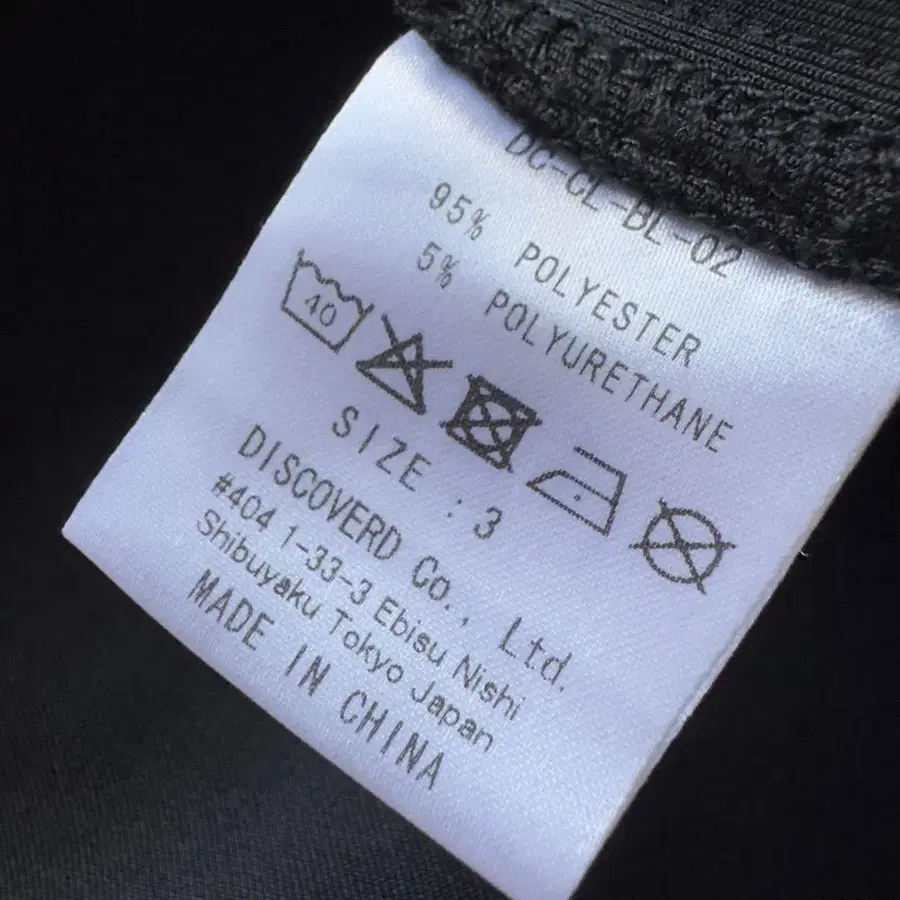 DC-CL-BL-02
95% POLYESTER
5% POLYURETHANE
40
SIZE : 3
DISCOVERD Co., Ltd.
#404 1-33-3 Ebisu Nishi
Shibuyaku Tokyo Japan
MADE IN CHINA